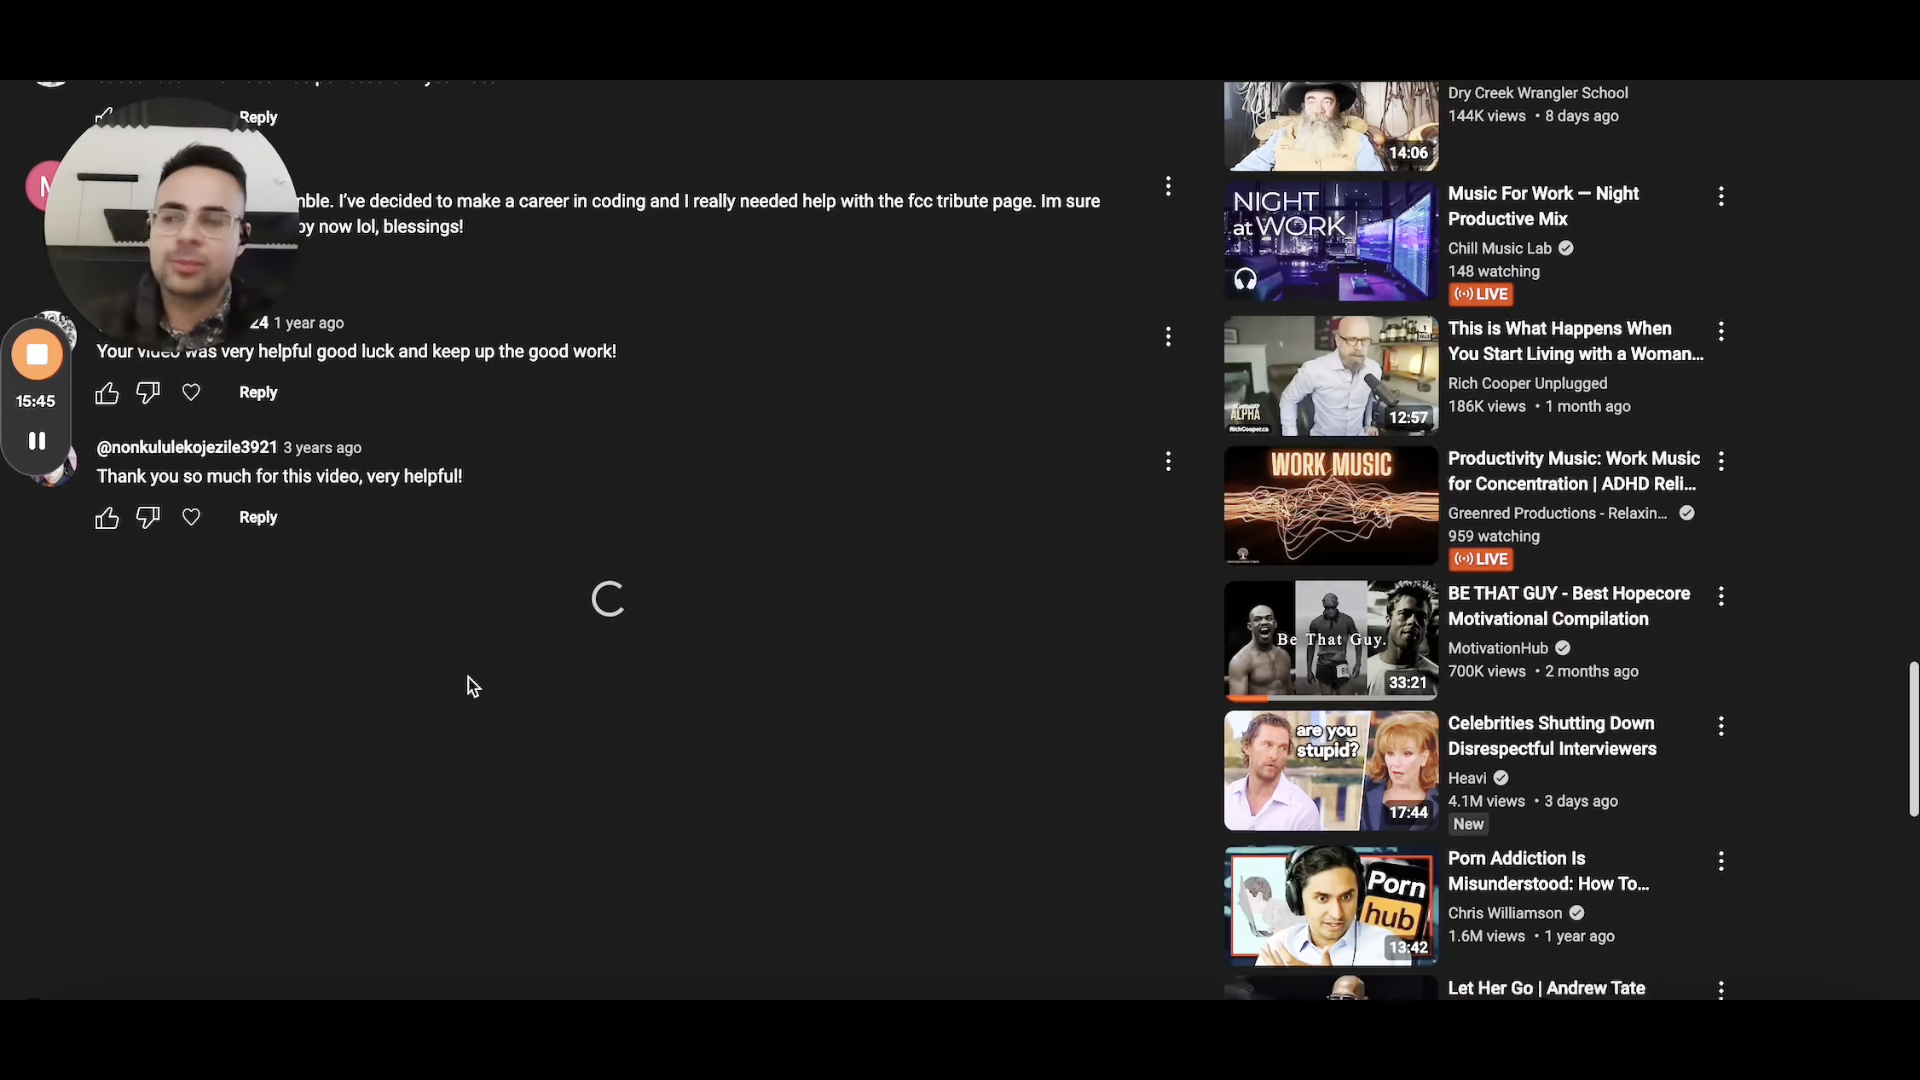 Reply
M
mble. I've decided to make a career in coding and I really needed help with the fcc tribute page. Im sure
by now lol, blessings!
24 1 year ago
Your video was very helpful good luck and keep up the good work!
Reply
15:45
@nonkululekojezile3921 3 years ago
Thank you so much for this video, very helpful!
Reply
14:06
Dry Creek Wrangler School
144K views • 8 days ago
NIGHT
at WORK
Music For Work — Night
Productive Mix
Chill Music Lab
148 watching
LIVE
ALPHA
RichCooper.ca
12:57
This is What Happens When
You Start Living with a Woman...
Rich Cooper Unplugged
186K views • 1 month ago
WORK MUSIC
Productivity Music: Work Music
for Concentration | ADHD Reli...
Greenred Productions - Relaxin...
959 watching
LIVE
Be That Guy.
33:21
BE THAT GUY - Best Hopecore
Motivational Compilation
MotivationHub
700K views • 2 months ago
are you
stupid?
17:44
Celebrities Shutting Down
Disrespectful Interviewers
Heavi
4.1M views • 3 days ago
New
Porn
hub
13:42
Porn Addiction Is
Misunderstood: How To...
Chris Williamson
1.6M views • 1 year ago
Let Her Go | Andrew Tate